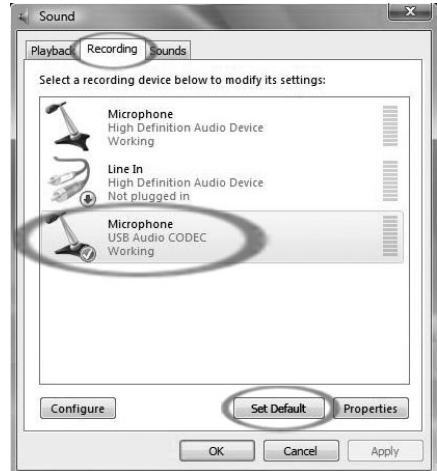 Sound
Playback Recording Sounds
Select a recording device below to modify its settings:
Microphone
High Definition Audio Device
Working
Line In
High Definition Audio Device
Not plugged in
Microphone
USB Audio CODEC
Working
Configure Set Default Properties
OK Cancel Apply